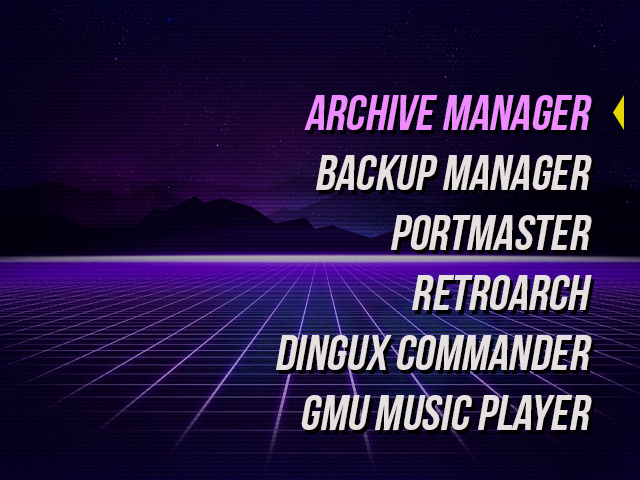 ARCHIVE MANAGER
BACKUP MANAGER
PORTMASTER
RETROARCH
DINGUX COMMANDER
GMU MUSIC PLAYER